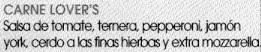 CARNE LOVER'S
Salsa de tomate, ternera, pepperoni, jamón
york, cerdo a las finas hierbas y extra mozzarella.